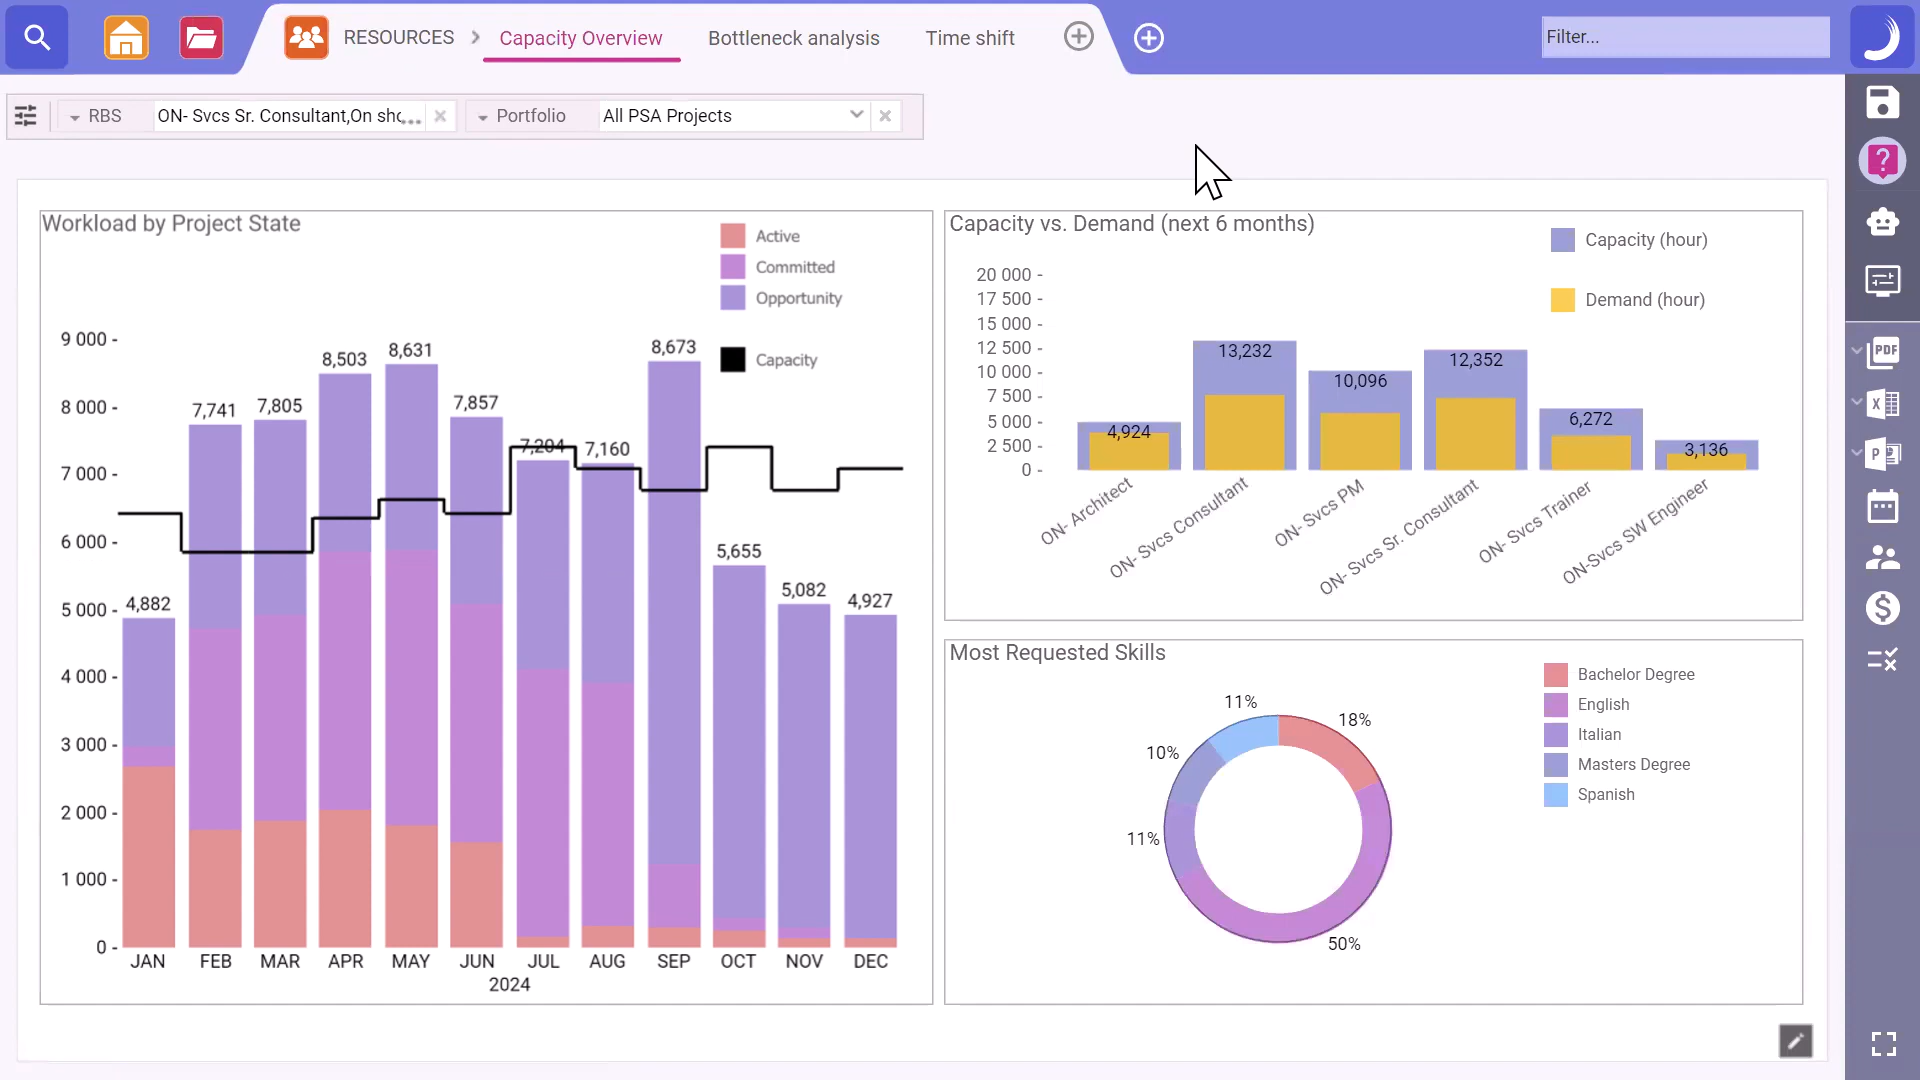 RESOURCES
Capacity Overview
Bottleneck analysis
Time shift
Filter...
RBS
ON- Svcs Sr. Consultant,On sho...
Portfolio
All PSA Projects
Workload by Project State
Active
Committed
Opportunity
Capacity
9 000 -
8 000 -
7 000 -
6 000 -
5 000 -
4 000 -
3 000 -
2 000 -
1 000 -
0 -
4,882
7,741
7,805
8,503
8,631
7,857
7,204
7,160
8,673
5,655
5,082
4,927
JAN
FEB
MAR
APR
MAY
JUN
JUL
AUG
SEP
OCT
NOV
DEC
2024
Capacity vs. Demand (next 6 months)
Capacity (hour)
Demand (hour)
20 000 -
17 500 -
15 000 -
12 500 -
10 000 -
7 500 -
5 000 -
2 500 -
0 -
4,924
13,232
10,096
12,352
6,272
3,136
ON- Architect
ON- Svcs Consultant
ON- Svcs PM
ON- Svcs Sr. Consultant
ON- Svcs Trainer
ON-Svcs SW Engineer
Most Requested Skills
Bachelor Degree
English
Italian
Masters Degree
Spanish
11%
18%
10%
11%
50%
?
PDF
X
P
$